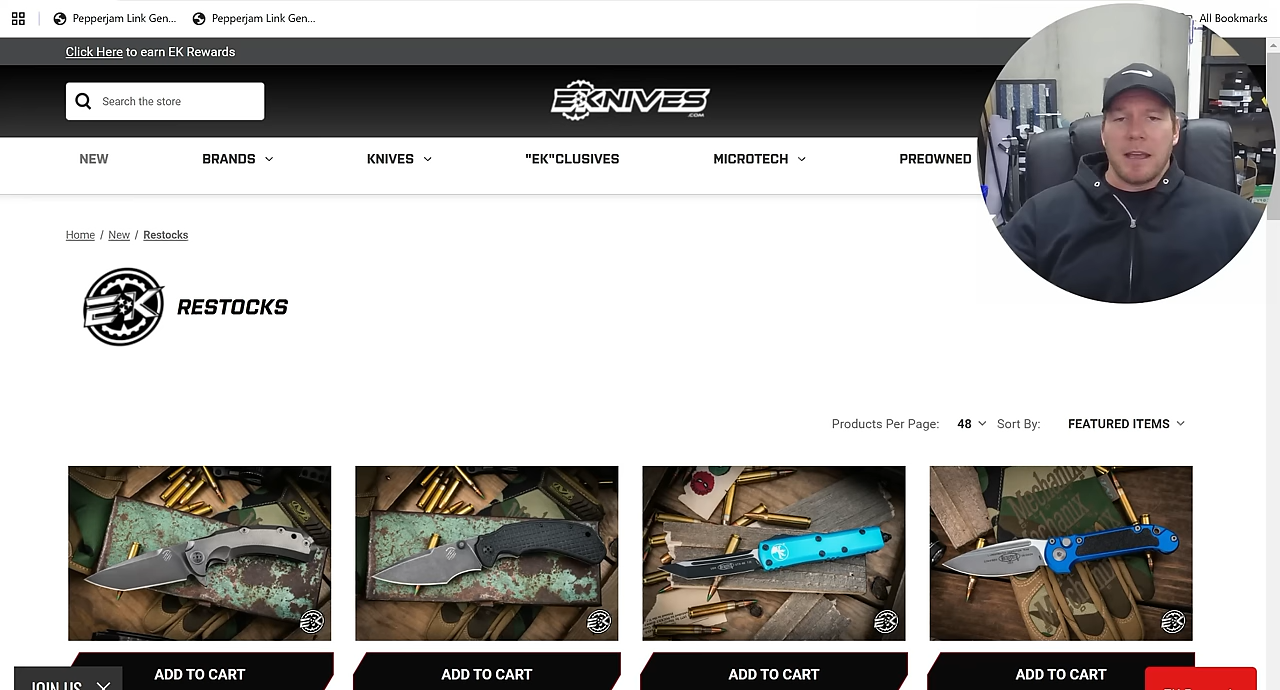 Pepperjam Link Gen... Pepperjam Link Gen... All Bookmarks
Click Here to earn EK Rewards
Search the store
EKNIVES
.COM
NEW BRANDS KNIVES "EK"CLUSIVES MICROTECH PREOWNED
Home / New / Restocks
EK
RESTOCKS
Products Per Page: 48 Sort By: FEATURED ITEMS
ADD TO CART ADD TO CART ADD TO CART ADD TO CART
JOIN US